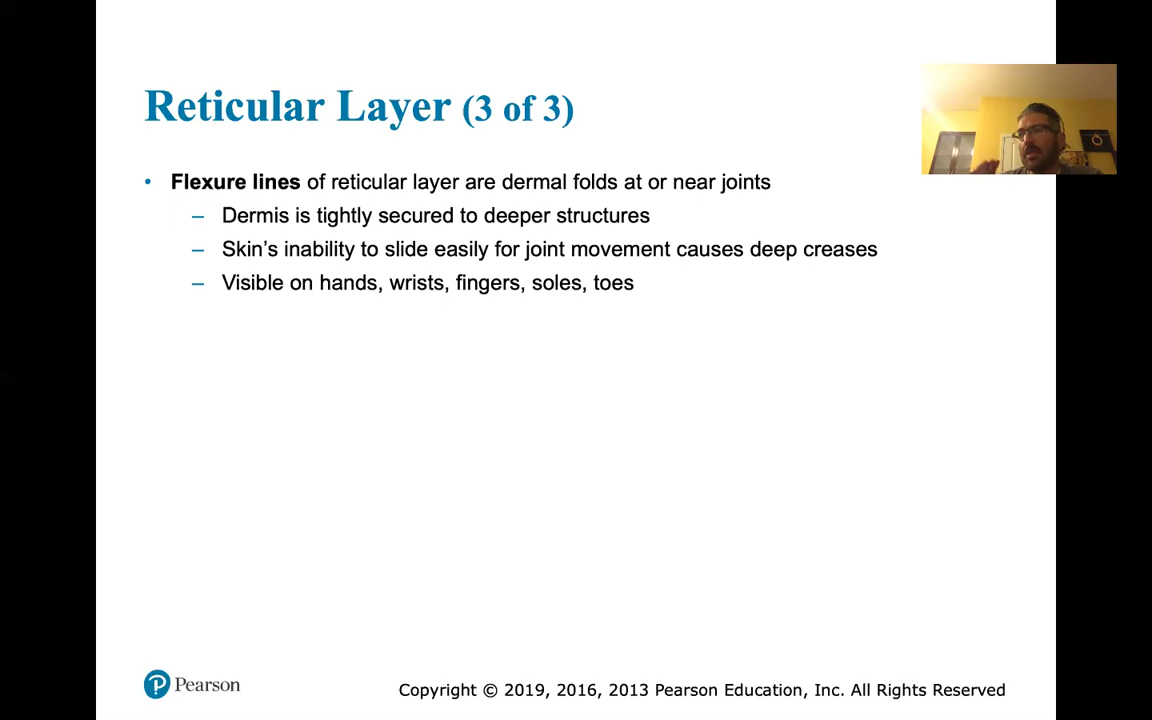 Reticular Layer (3 of 3)
• Flexure lines of reticular layer are dermal folds at or near joints
– Dermis is tightly secured to deeper structures
– Skin’s inability to slide easily for joint movement causes deep creases
– Visible on hands, wrists, fingers, soles, toes
P Pearson
Copyright © 2019, 2016, 2013 Pearson Education, Inc. All Rights Reserved